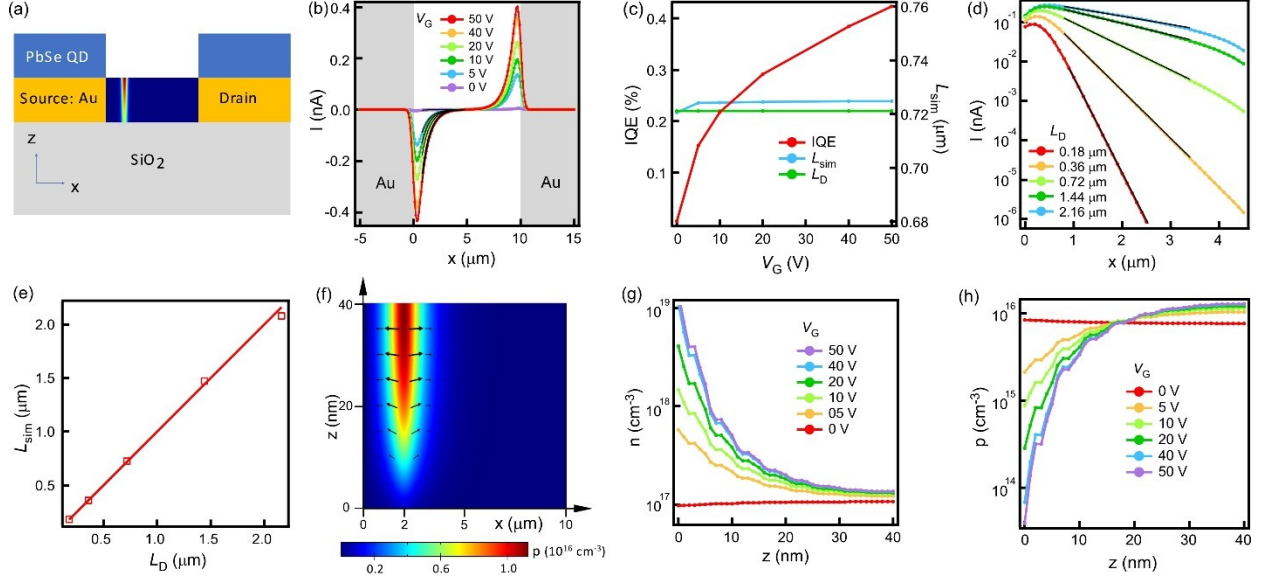 (a)
PbSe QD
Source: Au
Drain
SiO2
z
x
(b)
I (nA)
0.4
0.2
0.0
-0.2
-0.4
VG
50 V
40 V
20 V
10 V
5 V
0 V
Au
Au
-5
0
5
10
15
x (μm)
(c)
IQE (%)
0.4
0.3
0.2
0.1
IQE
Lsim
LD
0.76
0.74
0.72
0.70
0.68
Lsim (μm)
0
10
20
30
40
50
VG (V)
(d)
I (nA)
10-1
10-2
10-3
10-4
10-5
10-6
LD
0.18 μm
0.36 μm
0.72 μm
1.44 μm
2.16 μm
0
1
2
3
4
x (μm)
(e)
Lsim (μm)
2.0
1.5
1.0
0.5
0.5
1.0
1.5
2.0
LD (μm)
(f)
z (nm)
40
20
0
0
2
x (μm)
10
p (1016 cm-3)
0.2
0.6
1.0
(g)
n (cm-3)
1019
1018
1017
VG
50 V
40 V
20 V
10 V
05 V
0 V
0
10
20
30
40
z (nm)
(h)
p (cm-3)
1016
1015
1014
VG
0 V
5 V
10 V
20 V
40 V
50 V
0
10
20
30
40
z (nm)